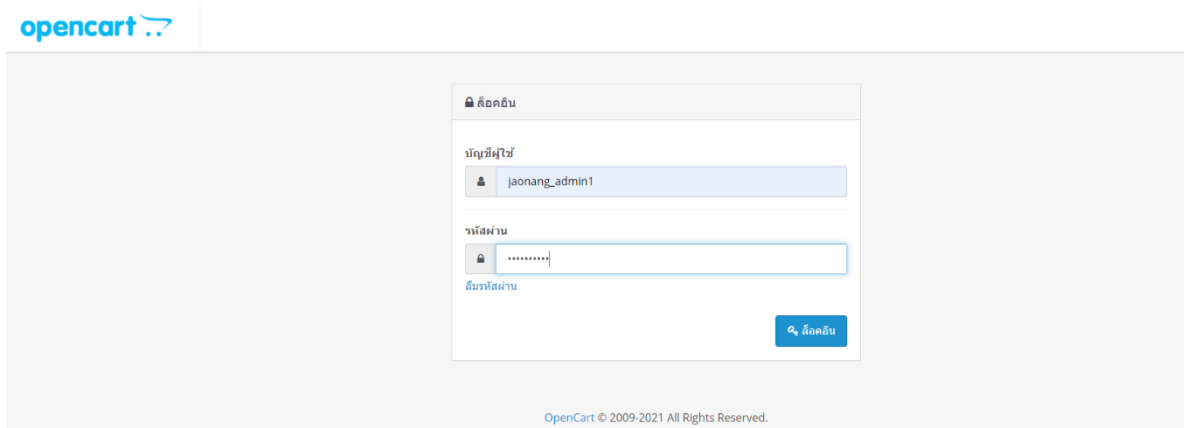 opencart
ล็อคอิน
บัญชีผู้ใช้
jaonang_admin1
รหัสผ่าน
••••••••••
ลืมรหัสผ่าน
ล็อคอิน
OpenCart © 2009-2021 All Rights Reserved.